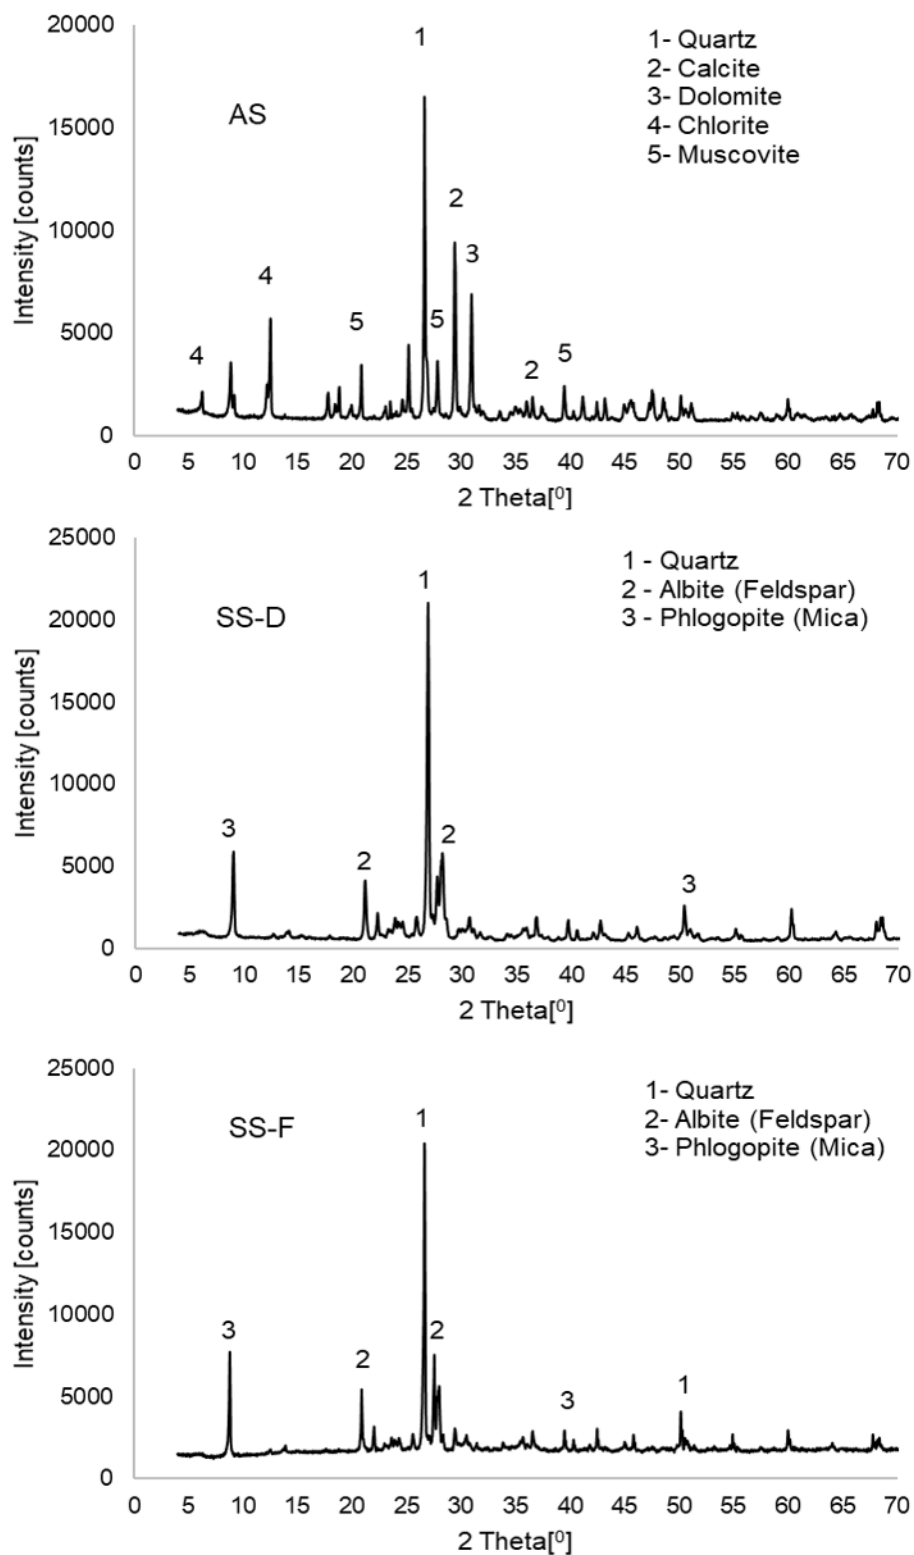 20000
15000
10000
5000
0
Intensity [counts]
AS
1- Quartz
2- Calcite
3- Dolomite
4- Chlorite
5- Muscovite
1
2
3
4
5
5
4
2
5
0 5 10 15 20 25 30 35 40 45 50 55 60 65 70
2 Theta[⁰]
25000
20000
15000
10000
5000
0
Intensity [counts]
SS-D
1 - Quartz
2 - Albite (Feldspar)
3 - Phlogopite (Mica)
1
3
2
2
3
0 5 10 15 20 25 30 35 40 45 50 55 60 65 70
2 Theta[⁰]
25000
20000
15000
10000
5000
0
Intensity [counts]
SS-F
1- Quartz
2- Albite (Feldspar)
3- Phlogopite (Mica)
1
3
2
2
3
1
0 5 10 15 20 25 30 35 40 45 50 55 60 65 70
2 Theta[⁰]